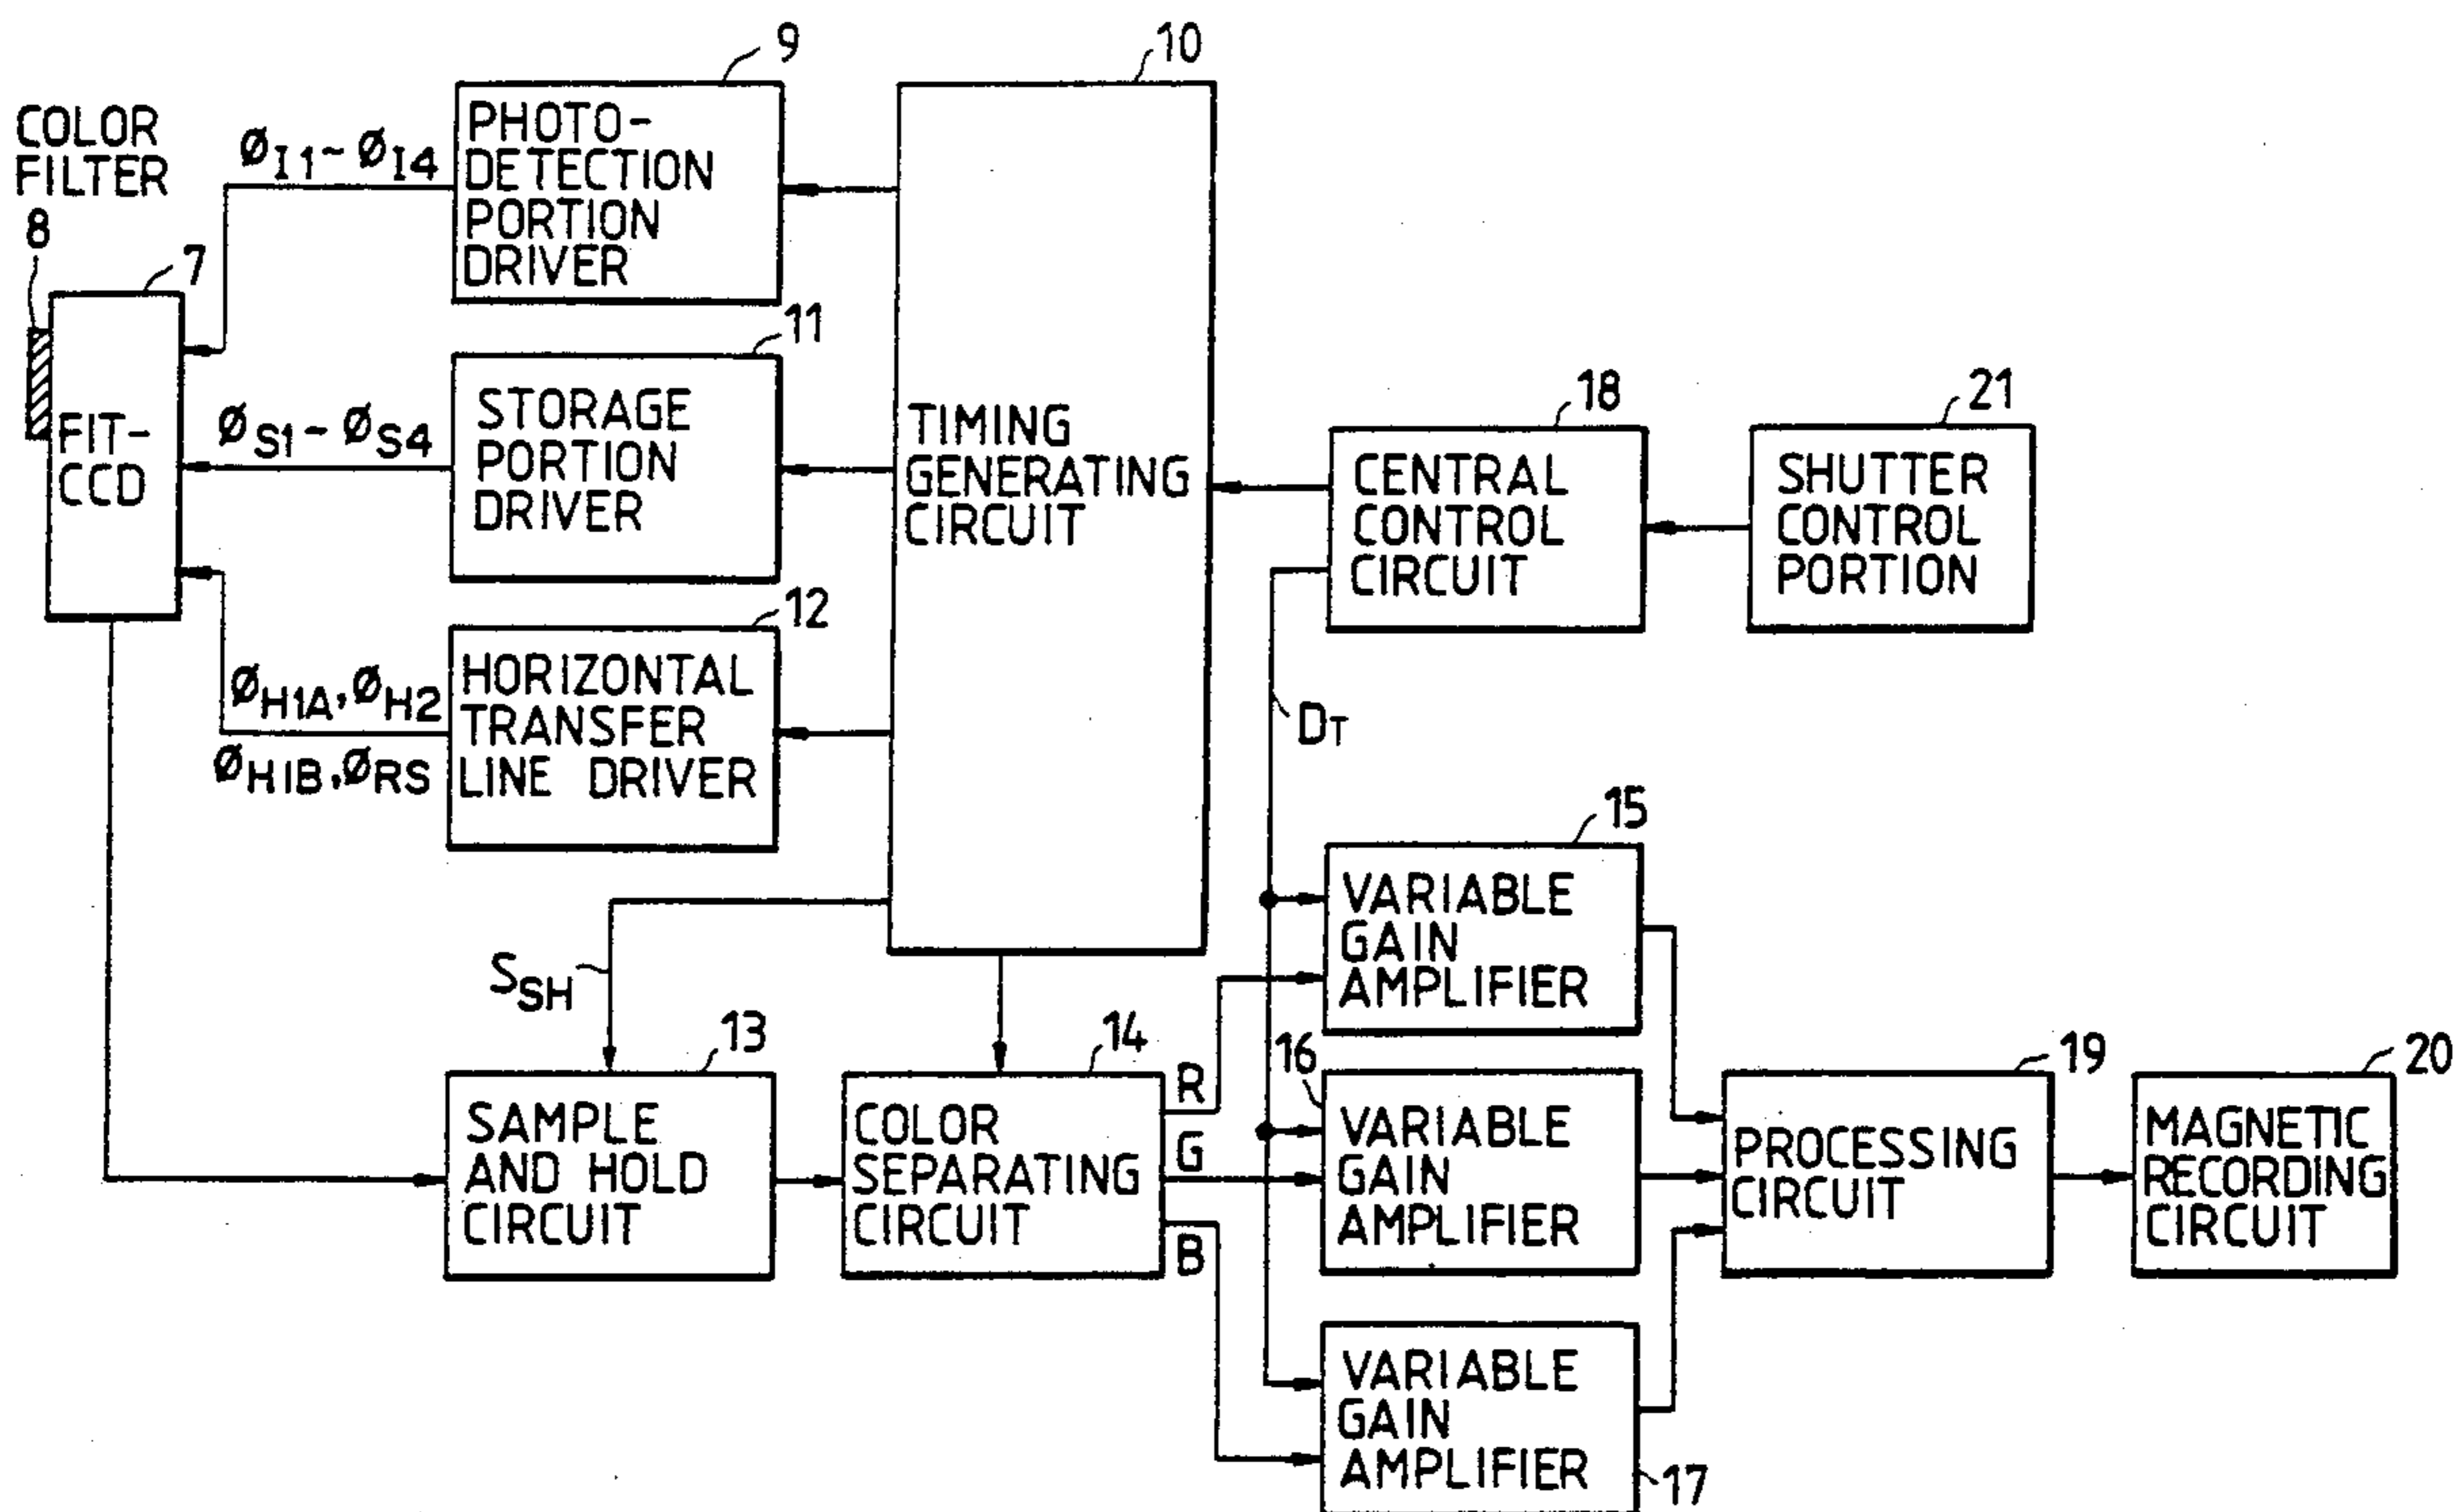 9
10
COLOR
FILTER
8
7
ØI1-ØI4
PHOTO-
DETECTION
PORTION
DRIVER
11
FIT-
CCD
ØS1-ØS4
STORAGE
PORTION
DRIVER
TIMING
GENERATING
CIRCUIT
18
CENTRAL
CONTROL
CIRCUIT
21
SHUTTER
CONTROL
PORTION
12
ØH1A,ØH2
ØH1B,ØRS
HORIZONTAL
TRANSFER
LINE DRIVER
DT
15
VARIABLE
GAIN
AMPLIFIER
SSH
13
SAMPLE
AND HOLD
CIRCUIT
14
COLOR
SEPARATING
CIRCUIT
R
G
B
16
VARIABLE
GAIN
AMPLIFIER
19
PROCESSING
CIRCUIT
20
MAGNETIC
RECORDING
CIRCUIT
VARIABLE
GAIN
AMPLIFIER
17